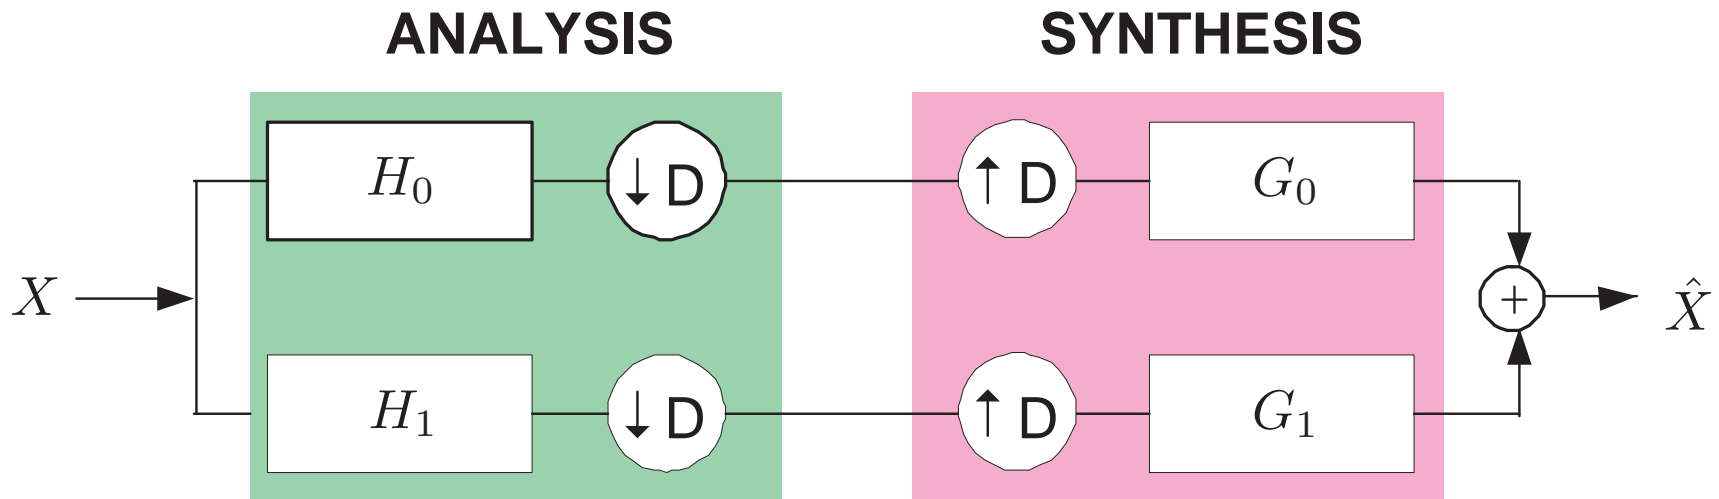 ANALYSIS SYNTHESIS
H₀ ↓ D ↑ D G₀
X + X̂
H₁ ↓ D ↑ D G₁